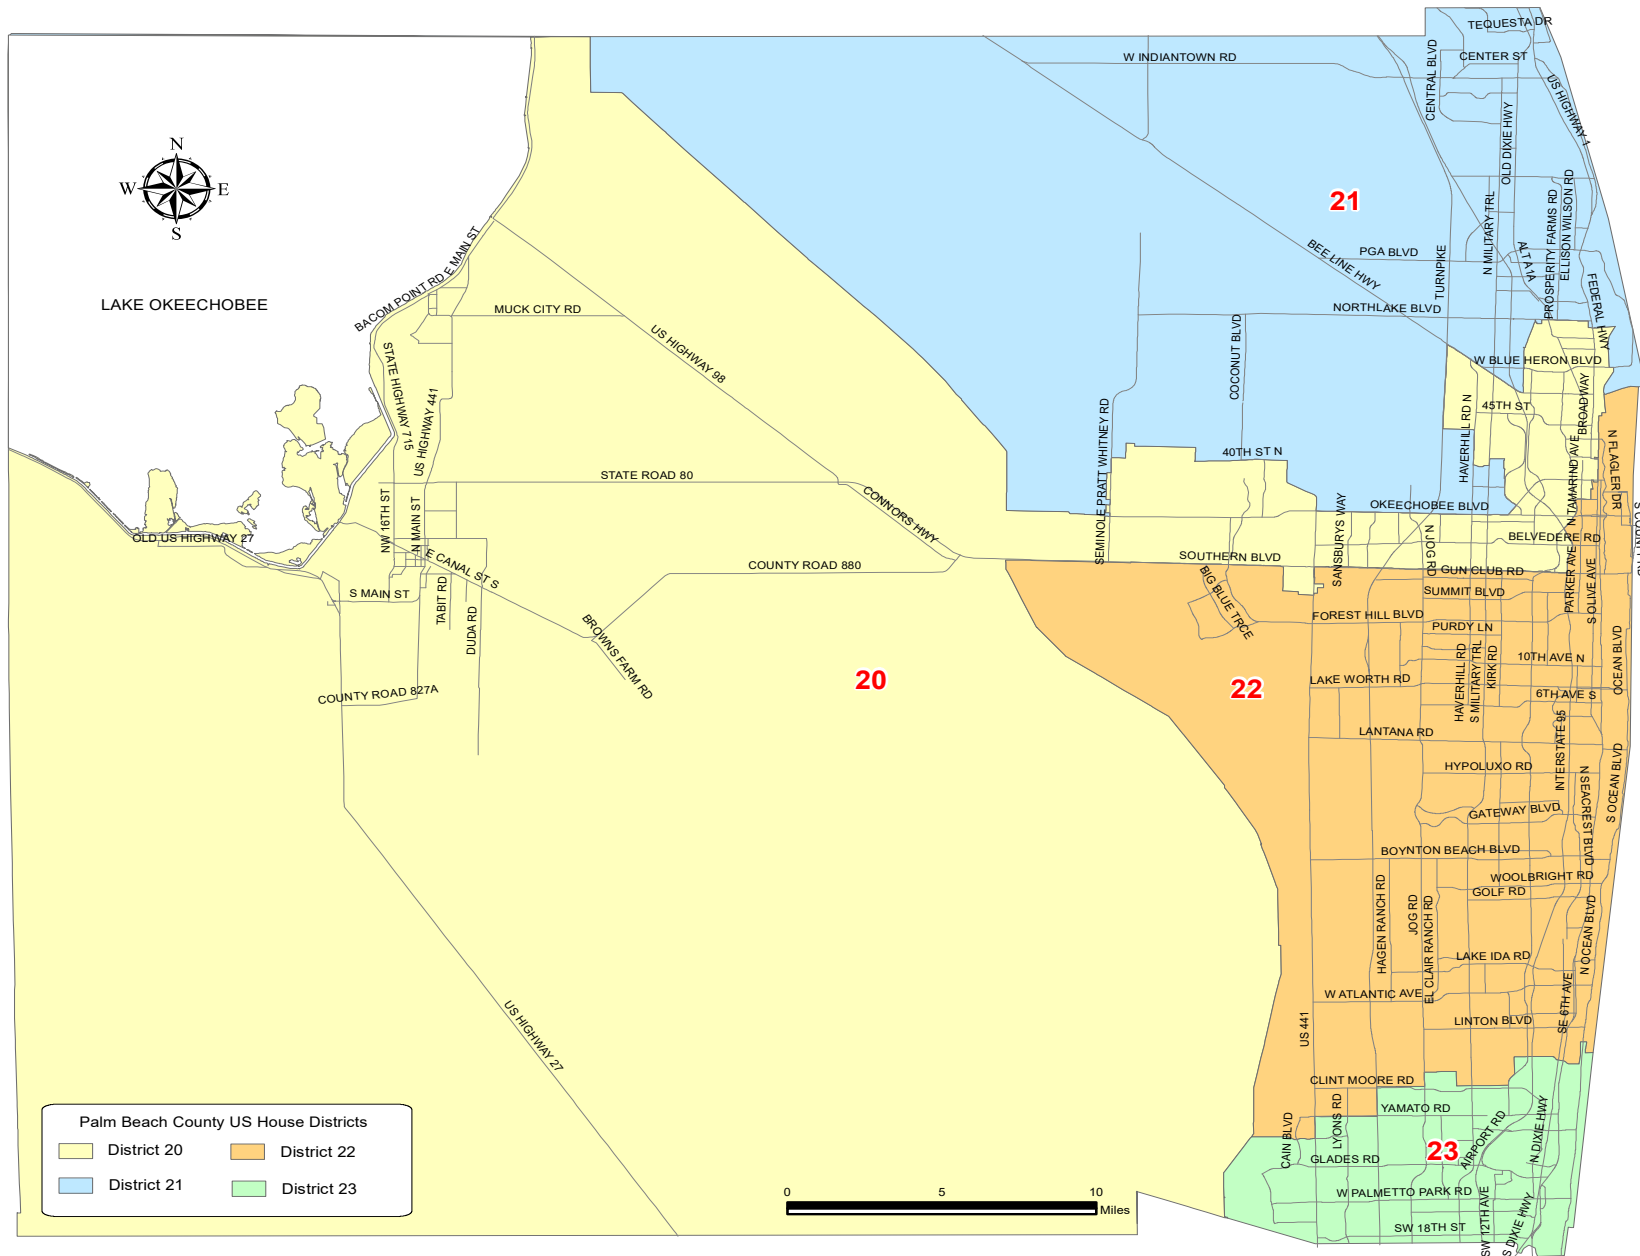 TEQUESTA DR
W INDIANTOWN RD
CENTER ST
CENTRAL BLVD
US HIGHWAY 1
OLD DIXIE HWY
N
W E
S
21
N MILITARY TRL
PROSPERITY FARMS RD
ELLISON WILSON RD
BEE LINE HWY
PGA BLVD
TURNPIKE
ALT A1A
FEDERAL HWY
E MAIN ST
BACOM POINT RD
LAKE OKEECHOBEE
MUCK CITY RD
NORTHLAKE BLVD
US HIGHWAY 98
COCONUT BLVD
W BLUE HERON BLVD
STATE HIGHWAY 715
US HIGHWAY 441
SEMINOLE PRATT WHITNEY RD
HAVERHILL RD N
45TH ST
BROADWAY
N FLAGLER DR
40TH ST N
N TAMARIND AVE
STATE ROAD 80
CONNORS HWY
OKEECHOBEE BLVD
SANSBURYS WAY
NW 16TH ST
N MAIN ST
OLD US HIGHWAY 27
N JOG RD
BELVEDERE RD
E CANAL ST S
SOUTHERN BLVD
COUNTY ROAD 880
GUN CLUB RD
PARKER AVE
S OLIVE AVE
BIG BLUE TRCE
S MAIN ST
TABIT RD
DUDA RD
SUMMIT BLVD
FOREST HILL BLVD
PURDY LN
BROWNS FARM RD
10TH AVE N
OCEAN BLVD
HAVERHILL RD
S MILITARY TRL
KIRK RD
20
22
LAKE WORTH RD
6TH AVE S
COUNTY ROAD 827A
LANTANA RD
INTERSTATE 95
HYPOLUXO RD
S OCEAN BLVD
N SEACREST BLVD
GATEWAY BLVD
BOYNTON BEACH BLVD
WOOLBRIGHT RD
GOLF RD
HAGEN RANCH RD
JOG RD
EL CLAIR RANCH RD
N OCEAN BLVD
LAKE IDA RD
W ATLANTIC AVE
SE 6TH AVE
US 441
LINTON BLVD
US HIGHWAY 27
CLINT MOORE RD
YAMATO RD
LYONS RD
CAIN BLVD
AIRPORT RD
N DIXIE HWY
23
GLADES RD
W PALMETTO PARK RD
SW 12TH AVE
S DIXIE HWY
SW 18TH ST
Palm Beach County US House Districts
District 20 District 22
District 21 District 23
0 5 10
Miles